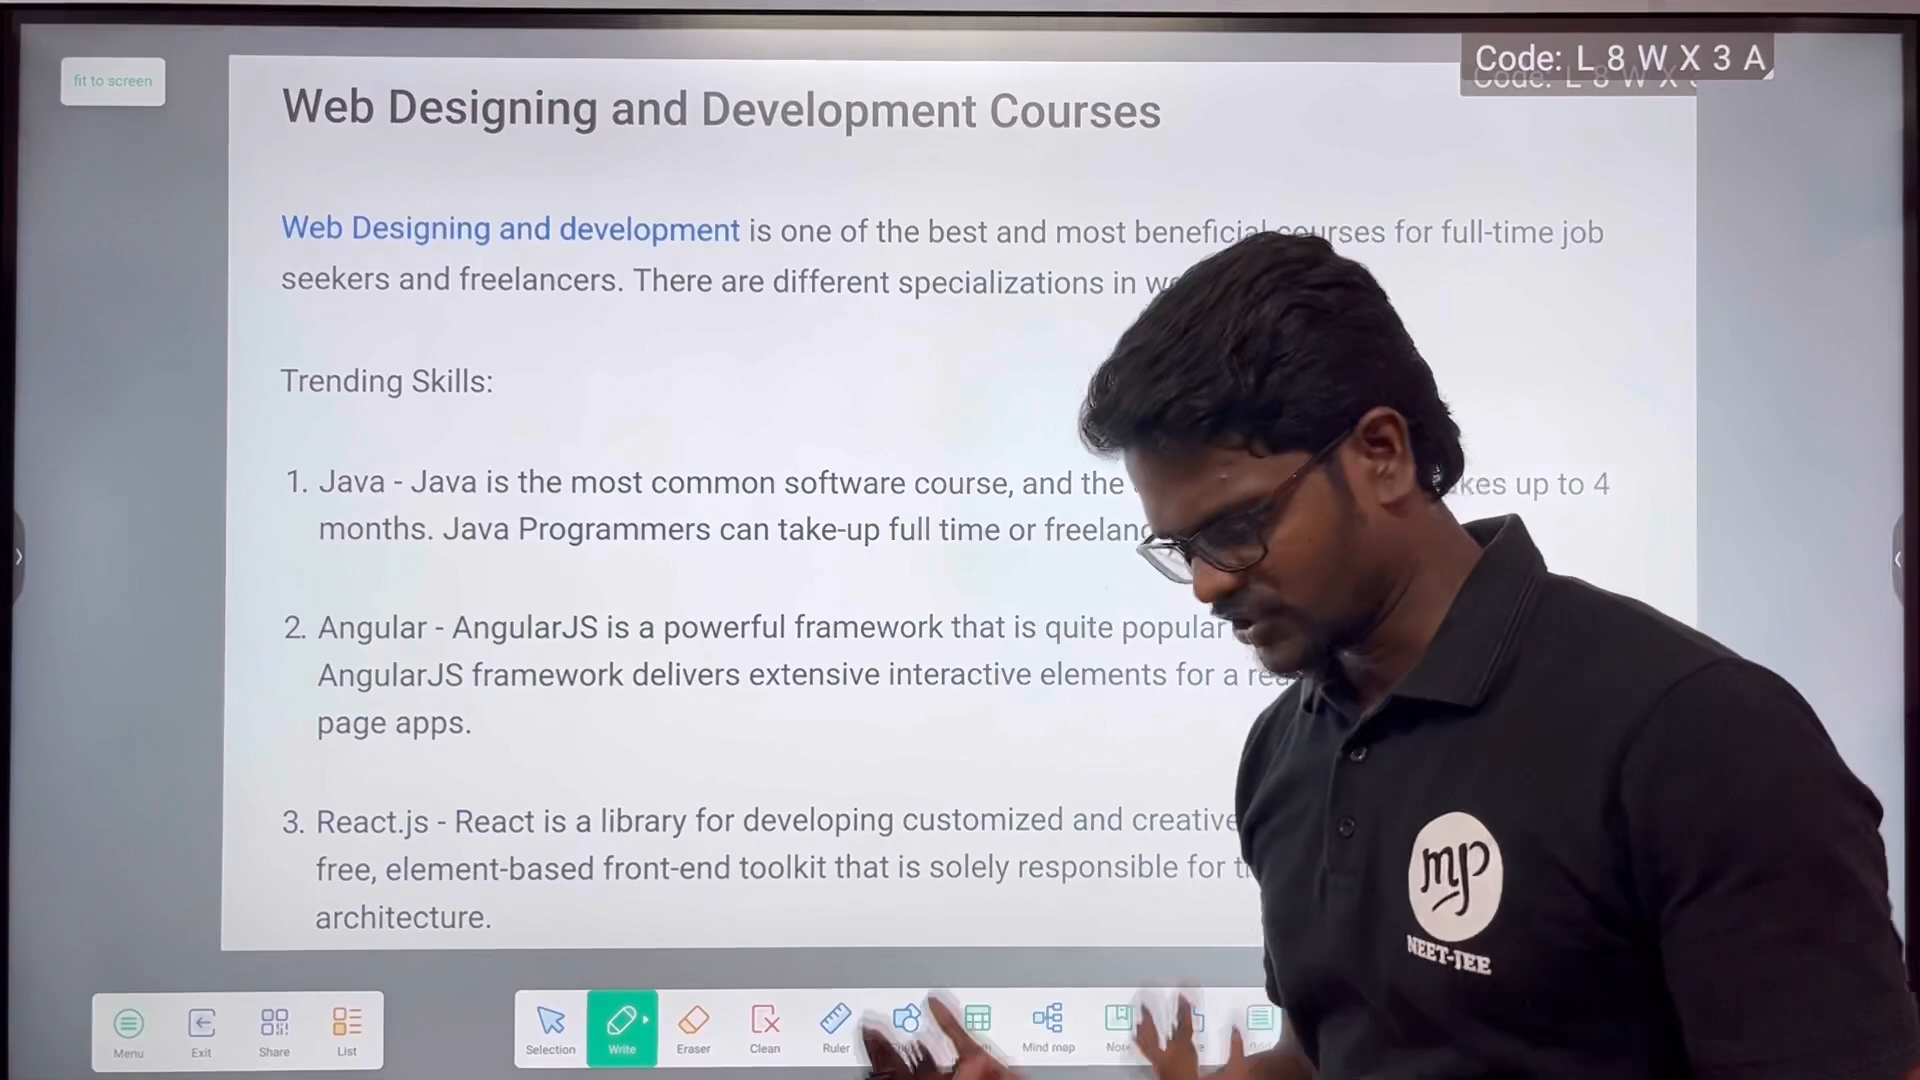 fit to screen
Code: L 8 W X 3 A
Code: L 8 W X
Web Designing and Development Courses
Web Designing and development is one of the best and most beneficial courses for full-time job
seekers and freelancers. There are different specializations in
Trending Skills:
1. Java - Java is the most common software course, and the up to 4
months. Java Programmers can take-up full time or
2. Angular - AngularJS is a powerful framework that is quite popular
AngularJS framework delivers extensive interactive elements for a
page apps.
3. React.js - React is a library for developing customized and creative
free, element-based front-end toolkit that is solely responsible for
architecture.
mp
NEET-JEE
Menu Exit Share List
Selection Write Eraser Clean Ruler Mind map